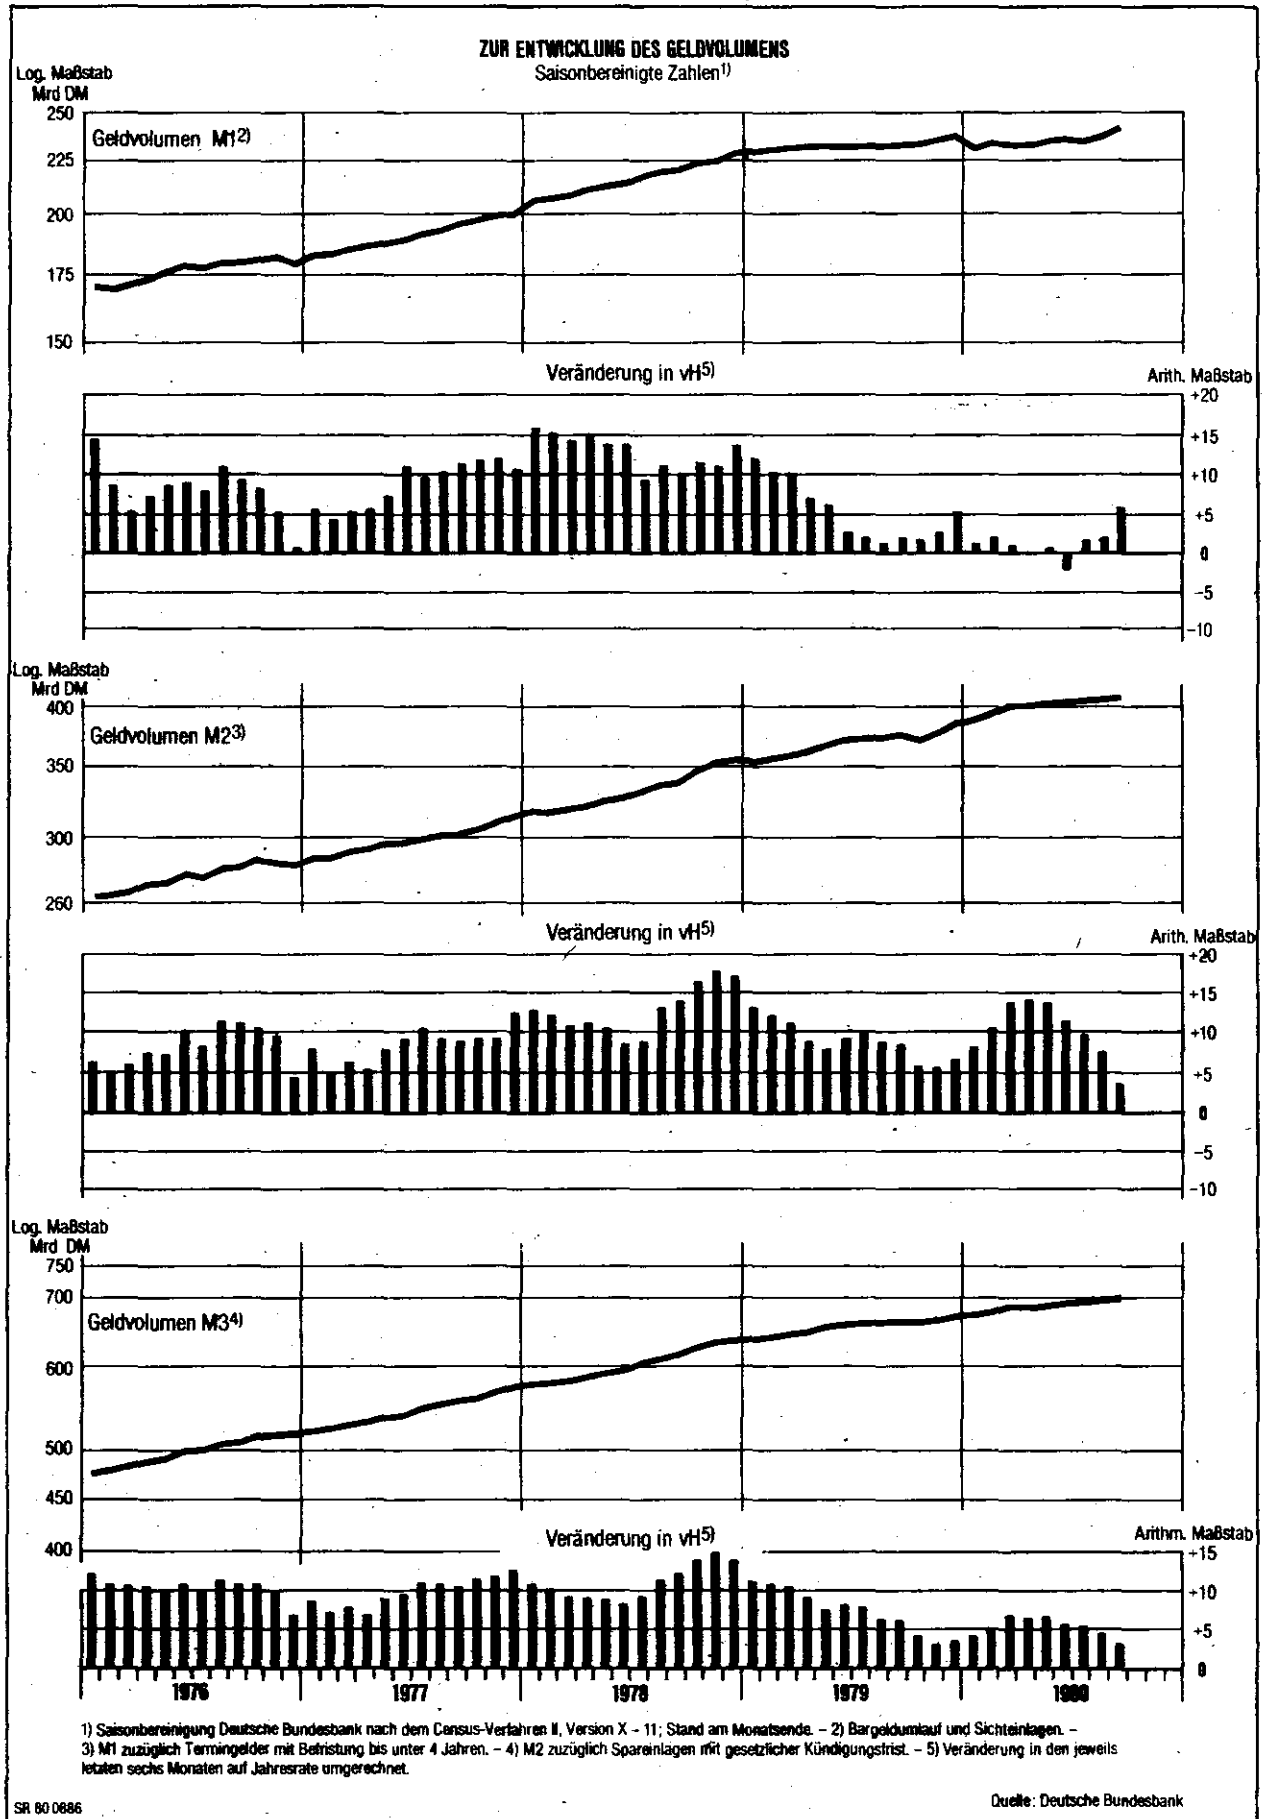 ZUR ENTWICKLUNG DES GELDVOLUMENS
Saisonbereinigte Zahlen1)
Log. Maßstab
Mrd DM
250
225
200
175
150
Geldvolumen M12)
Veränderung in vH5)
Arith. Maßstab
+20
+15
+10
+5
0
-5
-10
Log. Maßstab
Mrd DM
400
350
300
260
Geldvolumen M23)
Veränderung in vH5)
Arith. Maßstab
+20
+15
+10
+5
0
-5
-10
Log. Maßstab
Mrd DM
750
700
600
500
450
400
Geldvolumen M34)
Veränderung in vH5)
Arithm. Maßstab
+15
+10
+5
0
1976 1977 1978 1979 1980
1) Saisonbereinigung Deutsche Bundesbank nach dem Census-Verfahren II, Version X - 11; Stand am Monatsende. - 2) Bargeldumlauf und Sichteinlagen. -
3) M1 zuzüglich Termingelder mit Befristung bis unter 4 Jahren. - 4) M2 zuzüglich Spareinlagen mit gesetzlicher Kündigungsfrist. - 5) Veränderung in den jeweils
letzten sechs Monaten auf Jahresrate umgerechnet.
SR 80 0886
Quelle: Deutsche Bundesbank